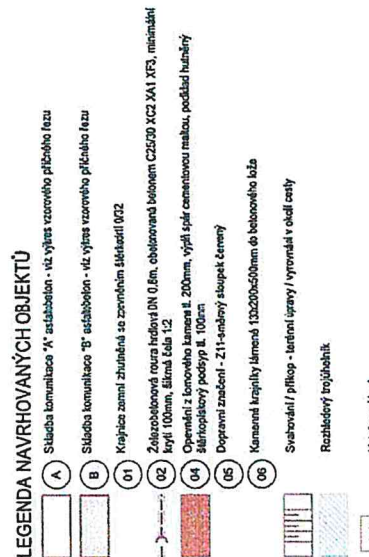 LEGENDA NAVRHOVANÝCH OBJEKTŮ
A Skladba komunikace "A" asfaltobeton - viz výkres vzorového příčného řezu
B Skladba komunikace "B" asfaltobeton - viz výkres vzorového příčného řezu
01 Krajnice zemní zhutněná se zpevněním štěrkodtí 0/32
02 Železobetonová roura hrdlová DN 0,6m, obetonovaná betonem C25/30 XC2 XA1 XF3, minimální
krytí 100mm, šikmá čela 1:2
04 Opevnění z lomového kamene tl. 200mm, výplň spár cementovou maltou, podklad hutněný
štěrkopískový podsyp tl. 100mm
05 Dopravní značení - Z11-směrový sloupek červený
06 Kamenné krajníky lámené 130x200x500mm do betonového lože
Svahování / příkop - terénní úpravy / vyrovnání v okolí cesty
Rozhledový trojúhelník